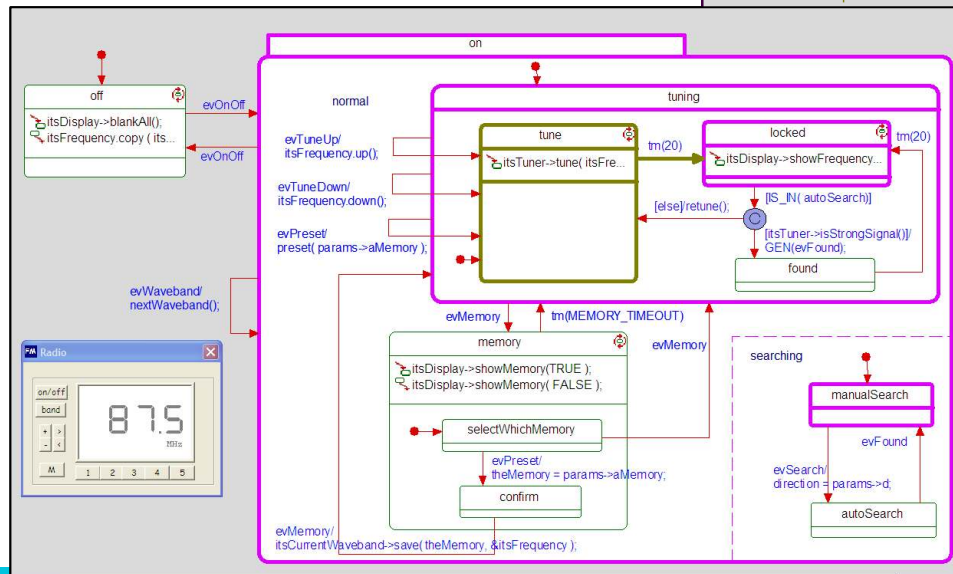 on
off
itsDisplay->blankAll();
itsFrequency.copy ( its...
evOnOff
evOnOff
normal
tuning
evTuneUp/
itsFrequency.up();
evTuneDown/
itsFrequency.down();
evPreset/
preset( params->aMemory );
tune
itsTuner->tune( itsFre...
tm(20)
locked
itsDisplay->showFrequency...
tm(20)
[IS_IN( autoSearch)]
[else]/retune();
C
[itsTuner->isStrongSignal()]/
GEN(evFound);
found
evWaveband/
nextWaveband();
evMemory
tm(MEMORY_TIMEOUT)
evMemory
memory
itsDisplay->showMemory(TRUE );
itsDisplay->showMemory( FALSE );
selectWhichMemory
evPreset/
theMemory = params->aMemory;
confirm
evMemory/
itsCurrentWaveband->save( theMemory, &itsFrequency );
searching
manualSearch
evFound
evSearch/
direction = params->d;
autoSearch
FM Radio
on/off
band
+ >
- <
M
87.5
MHz
1 2 3 4 5